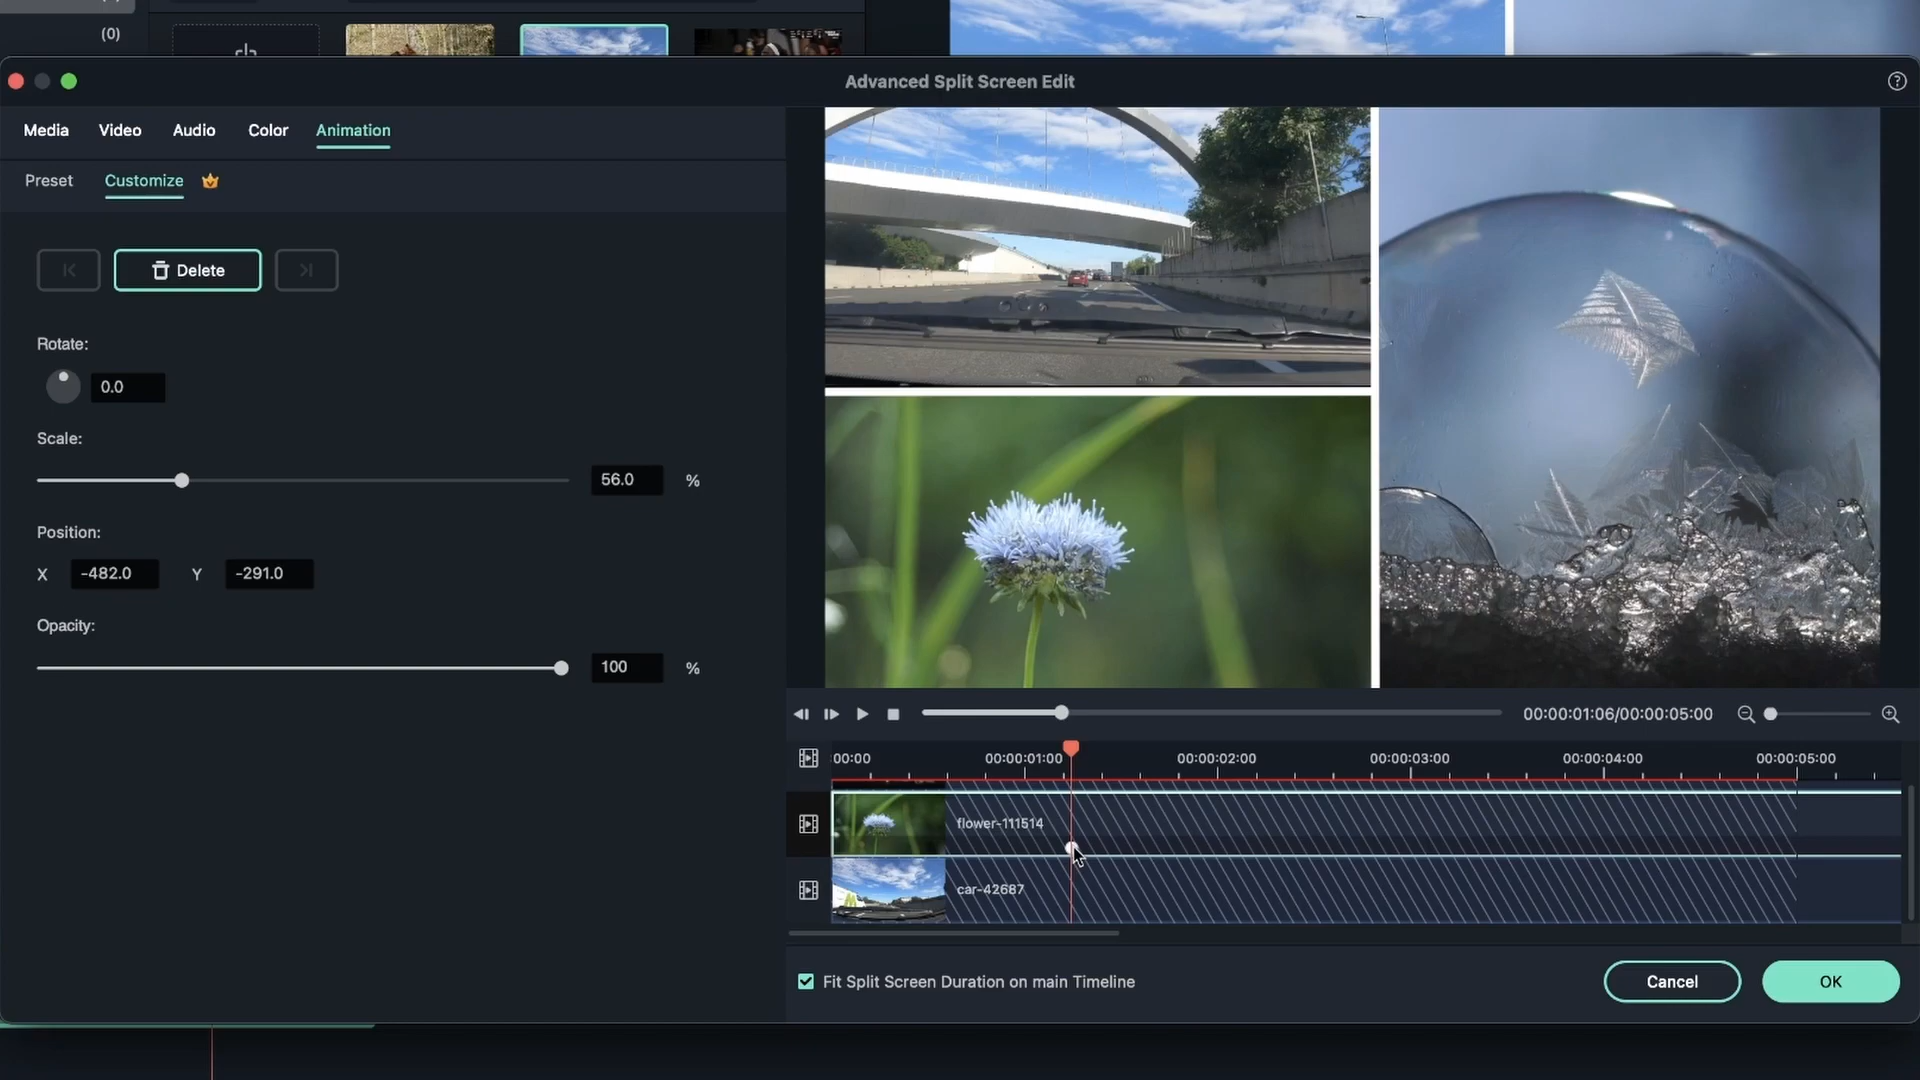 (0)
Advanced Split Screen Edit
Media Video Audio Color Animation
Preset Customize
Delete
Rotate:
0.0
Scale:
56.0 %
Position:
X -482.0 Y -291.0
Opacity:
100 %
00:00:01:06/00:00:05:00
:00:00 00:00:01:00 00:00:02:00 00:00:03:00 00:00:04:00 00:00:05:00
flower-111514
car-42687
Fit Split Screen Duration on main Timeline
Cancel OK